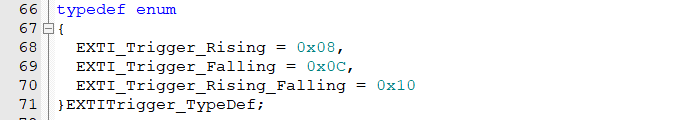 66 typedef enum
67 {
68 EXTI_Trigger_Rising = 0x08,
69 EXTI_Trigger_Falling = 0x0C,
70 EXTI_Trigger_Rising_Falling = 0x10
71 }EXTITrigger_TypeDef;